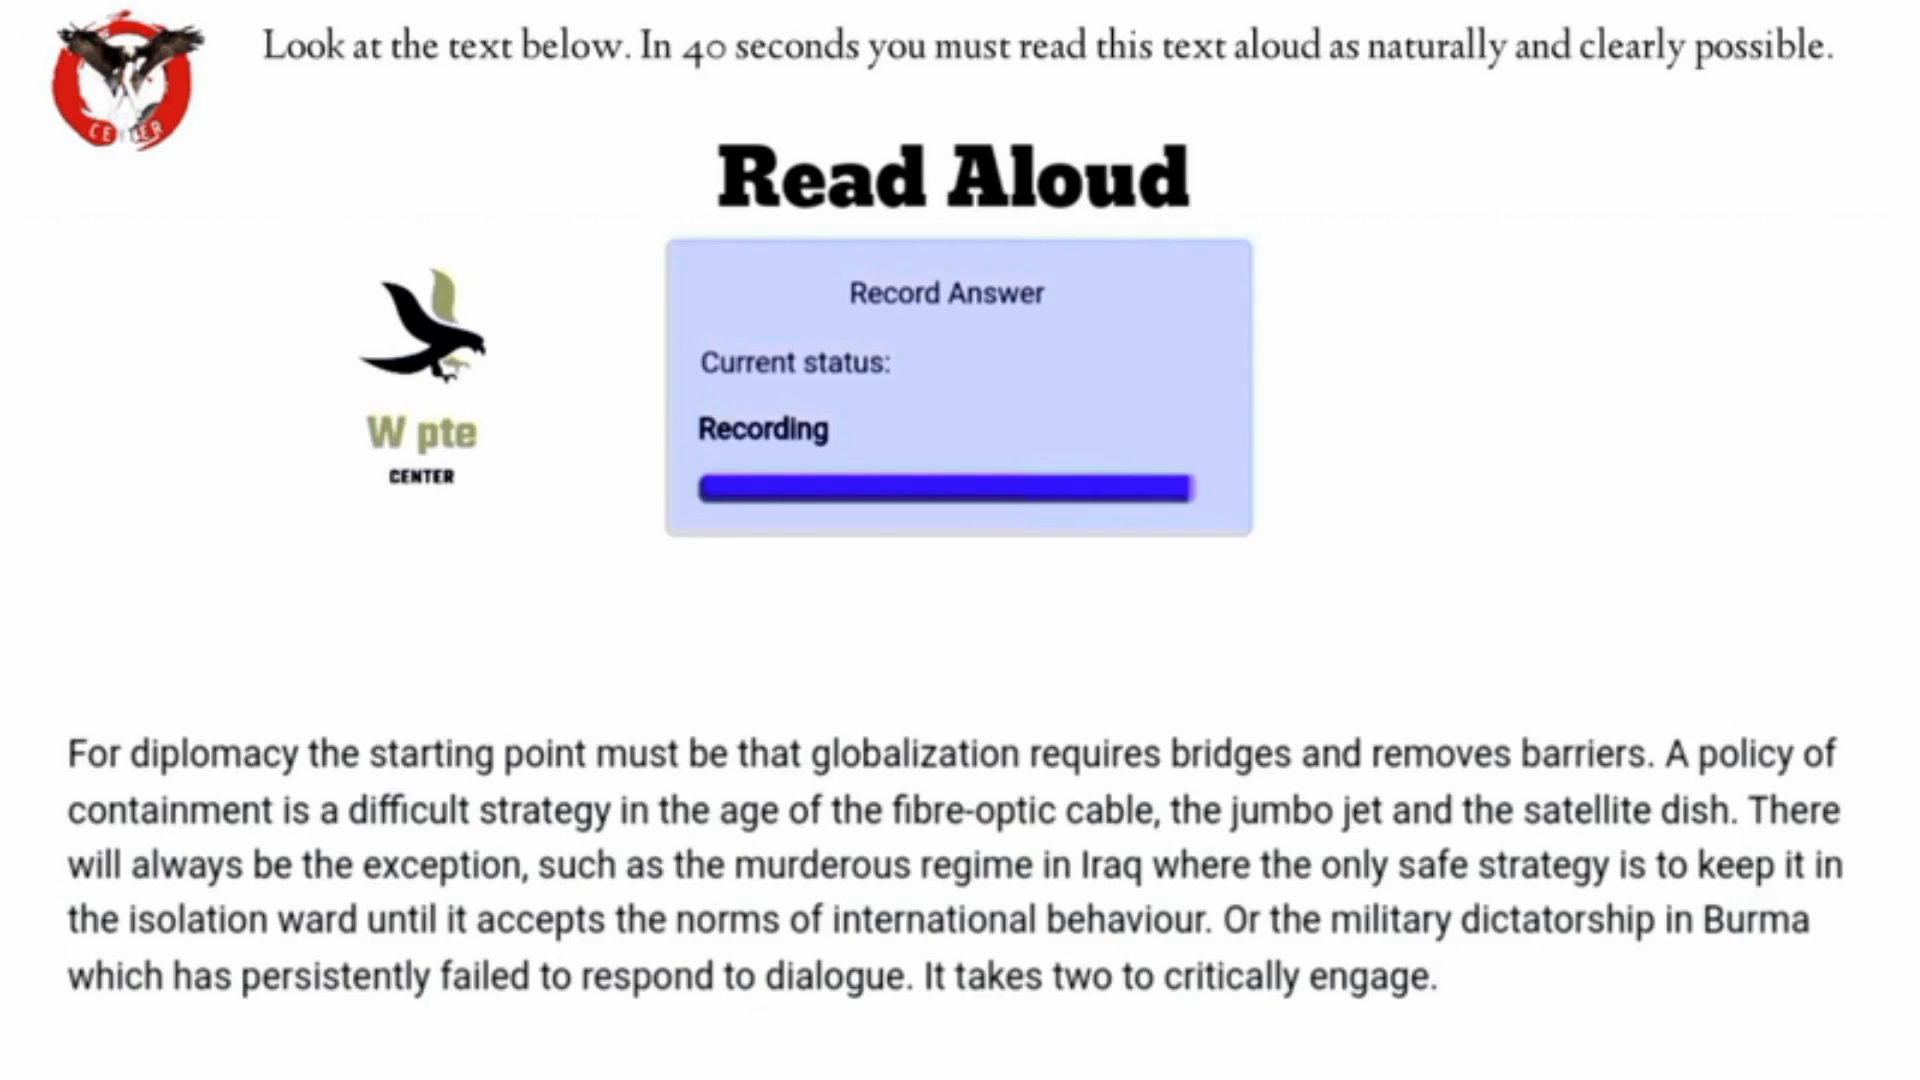 Look at the text below. In 40 seconds you must read this text aloud as naturally and clearly possible.
CENTER
Read Aloud
Record Answer
Current status:
Recording
W pte
CENTER
For diplomacy the starting point must be that globalization requires bridges and removes barriers. A policy of
containment is a difficult strategy in the age of the fibre-optic cable, the jumbo jet and the satellite dish. There
will always be the exception, such as the murderous regime in Iraq where the only safe strategy is to keep it in
the isolation ward until it accepts the norms of international behaviour. Or the military dictatorship in Burma
which has persistently failed to respond to dialogue. It takes two to critically engage.